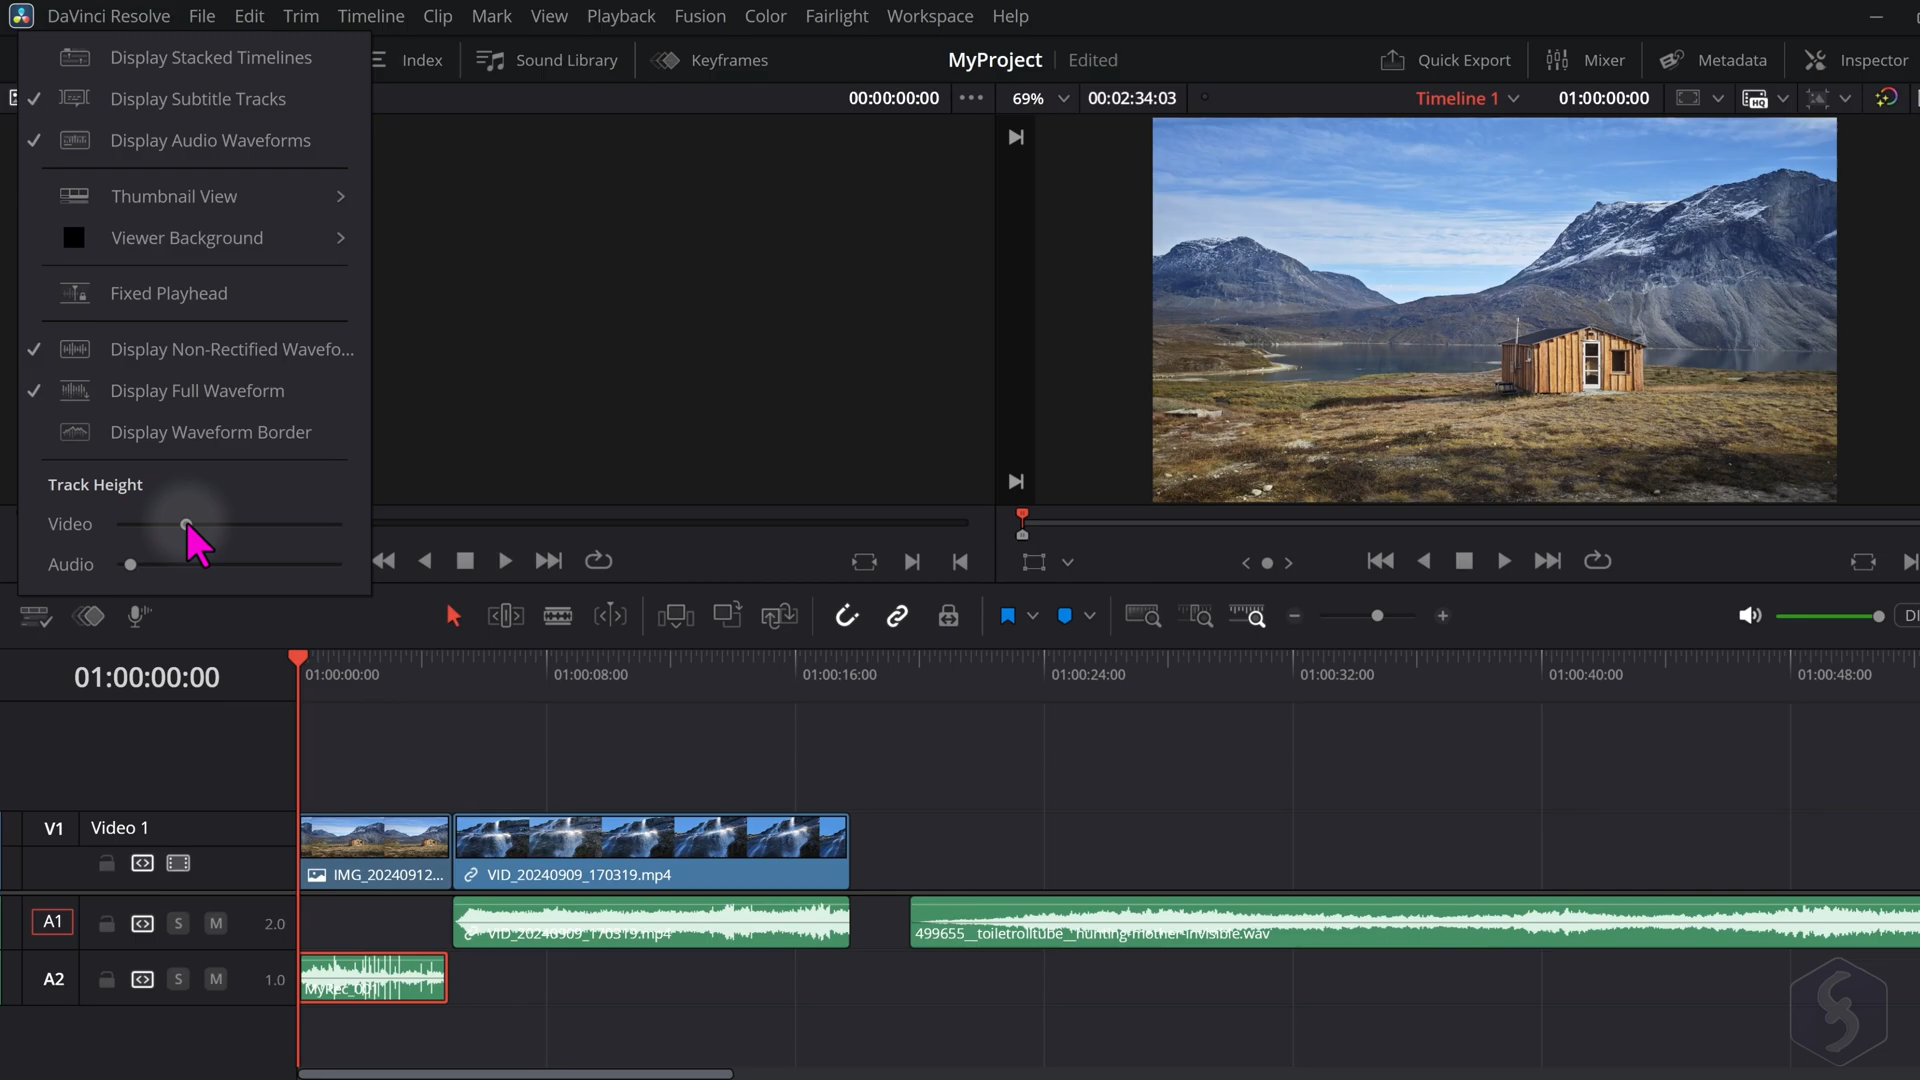 DaVinci Resolve File Edit Trim Timeline Clip Mark View Playback Fusion Color Fairlight Workspace Help
Display Stacked Timelines
Index Sound Library Keyframes MyProject Edited Quick Export Mixer Metadata Inspector
Display Subtitle Tracks
00:00:00:00 ••• 69% 00:02:34:03 Timeline 1 01:00:00:00 HQ
Display Audio Waveforms
Thumbnail View
Viewer Background
Fixed Playhead
Display Non-Rectified Wavefo...
Display Full Waveform
Display Waveform Border
Track Height
Video
Audio
DI
01:00:00:00
01:00:00:00 01:00:08:00 01:00:16:00 01:00:24:00 01:00:32:00 01:00:40:00 01:00:48:00
V1 Video 1
IMG_20240912... VID_20240909_170319.mp4
A1 S M 2.0
VID_20240909_170319.mp4 499655__toiletrolltube__hunting-mother-invisible.wav
A2 S M 1.0
MyRec_001